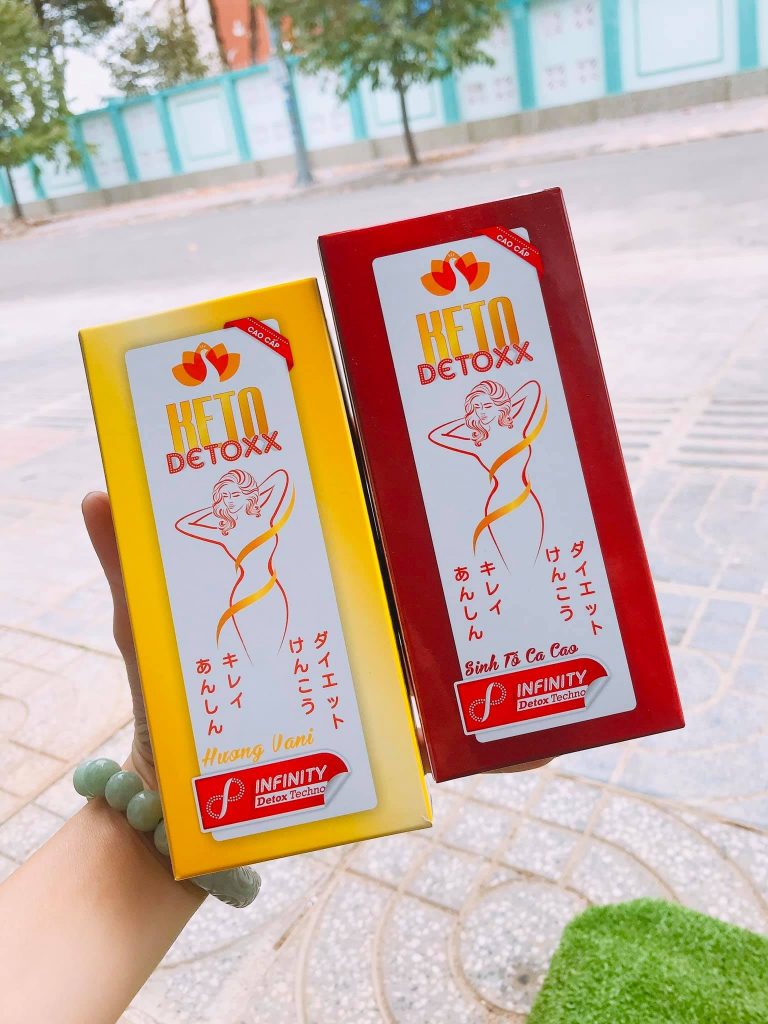 CAO CẤP
KETO
DETOXX
ダイエット
けんこう
キレイ
あんしん
Hương Vani
INFINITY
Detox Techno
CAO CẤP
KETO
DETOXX
ダイエット
けんこう
キレイ
あんしん
Sinh Tố Ca Cao
INFINITY
Detox Techno